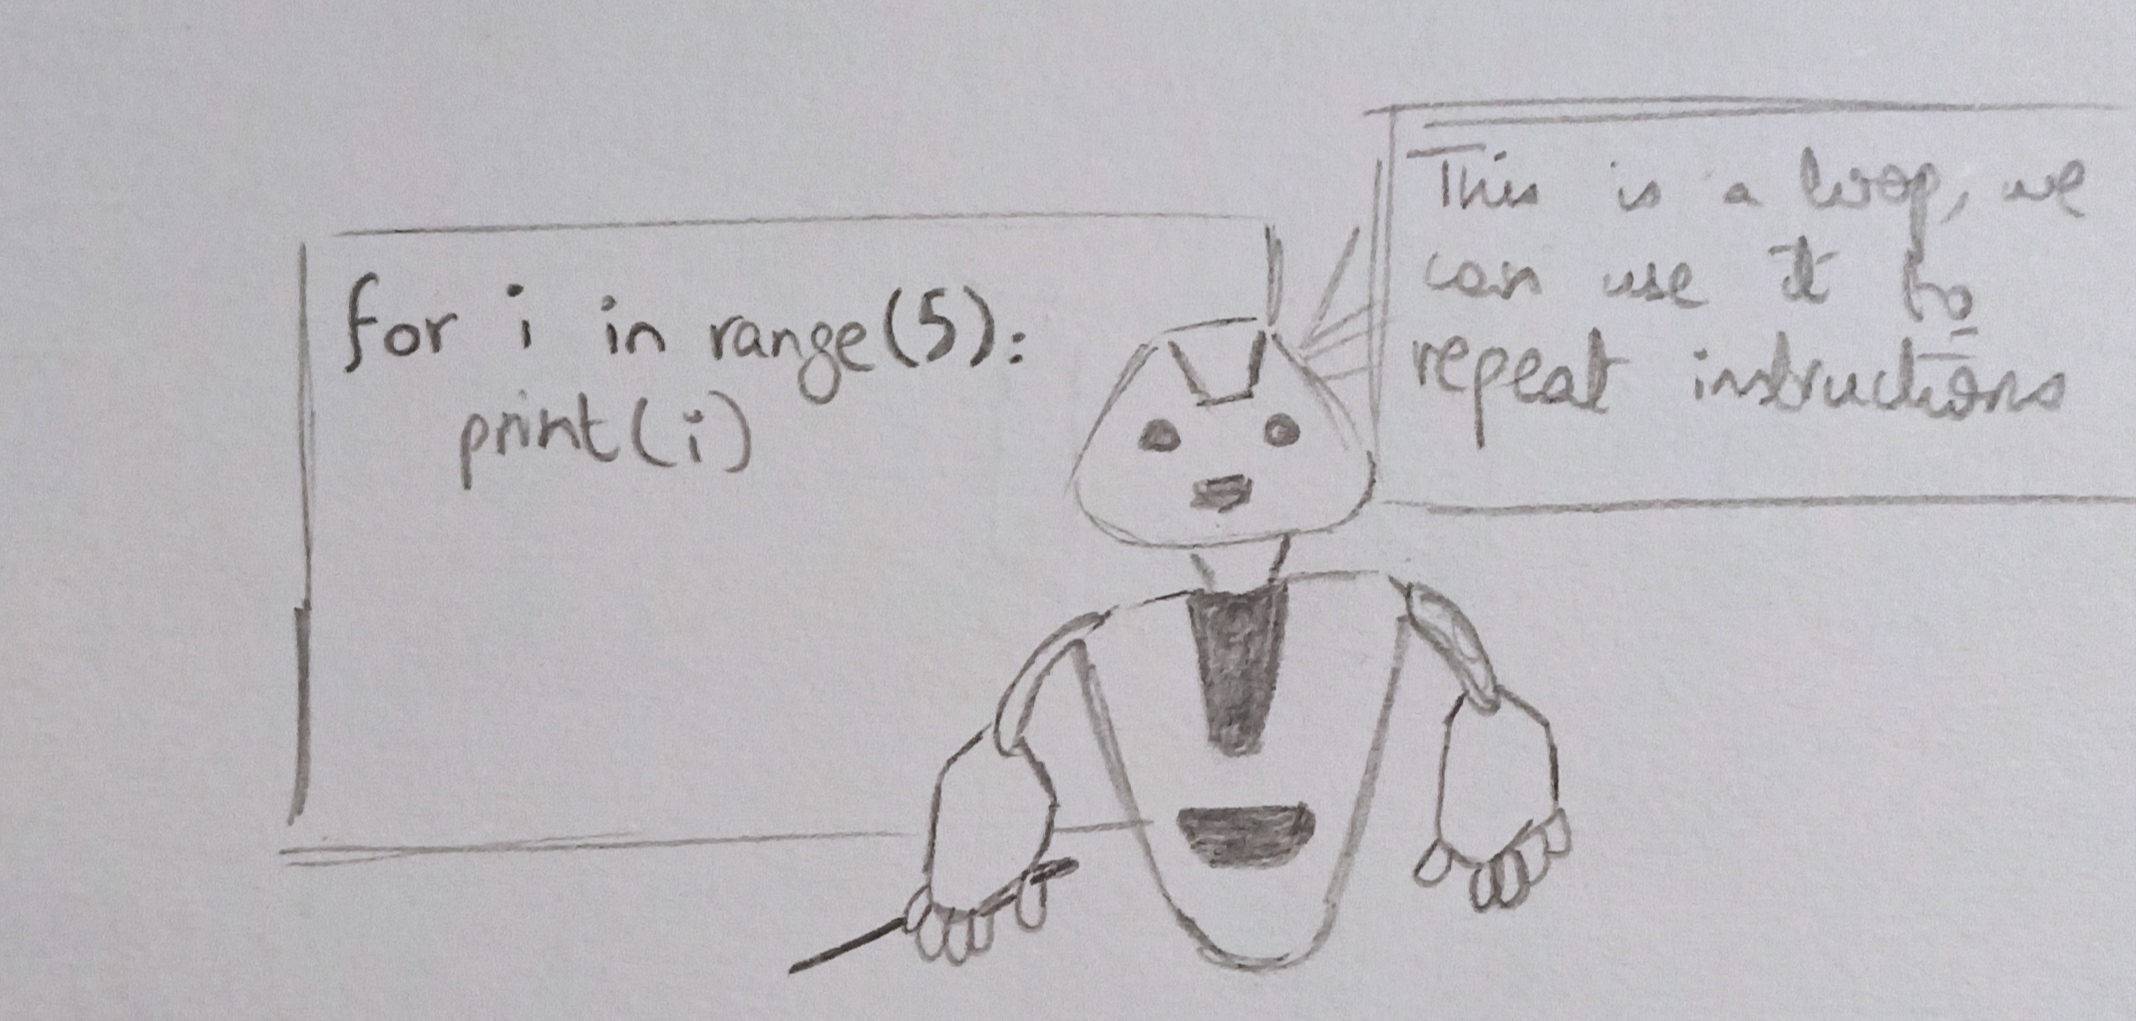 for i in range(5):
    print(i)
This is a loop, we
can use it to
repeat instructions